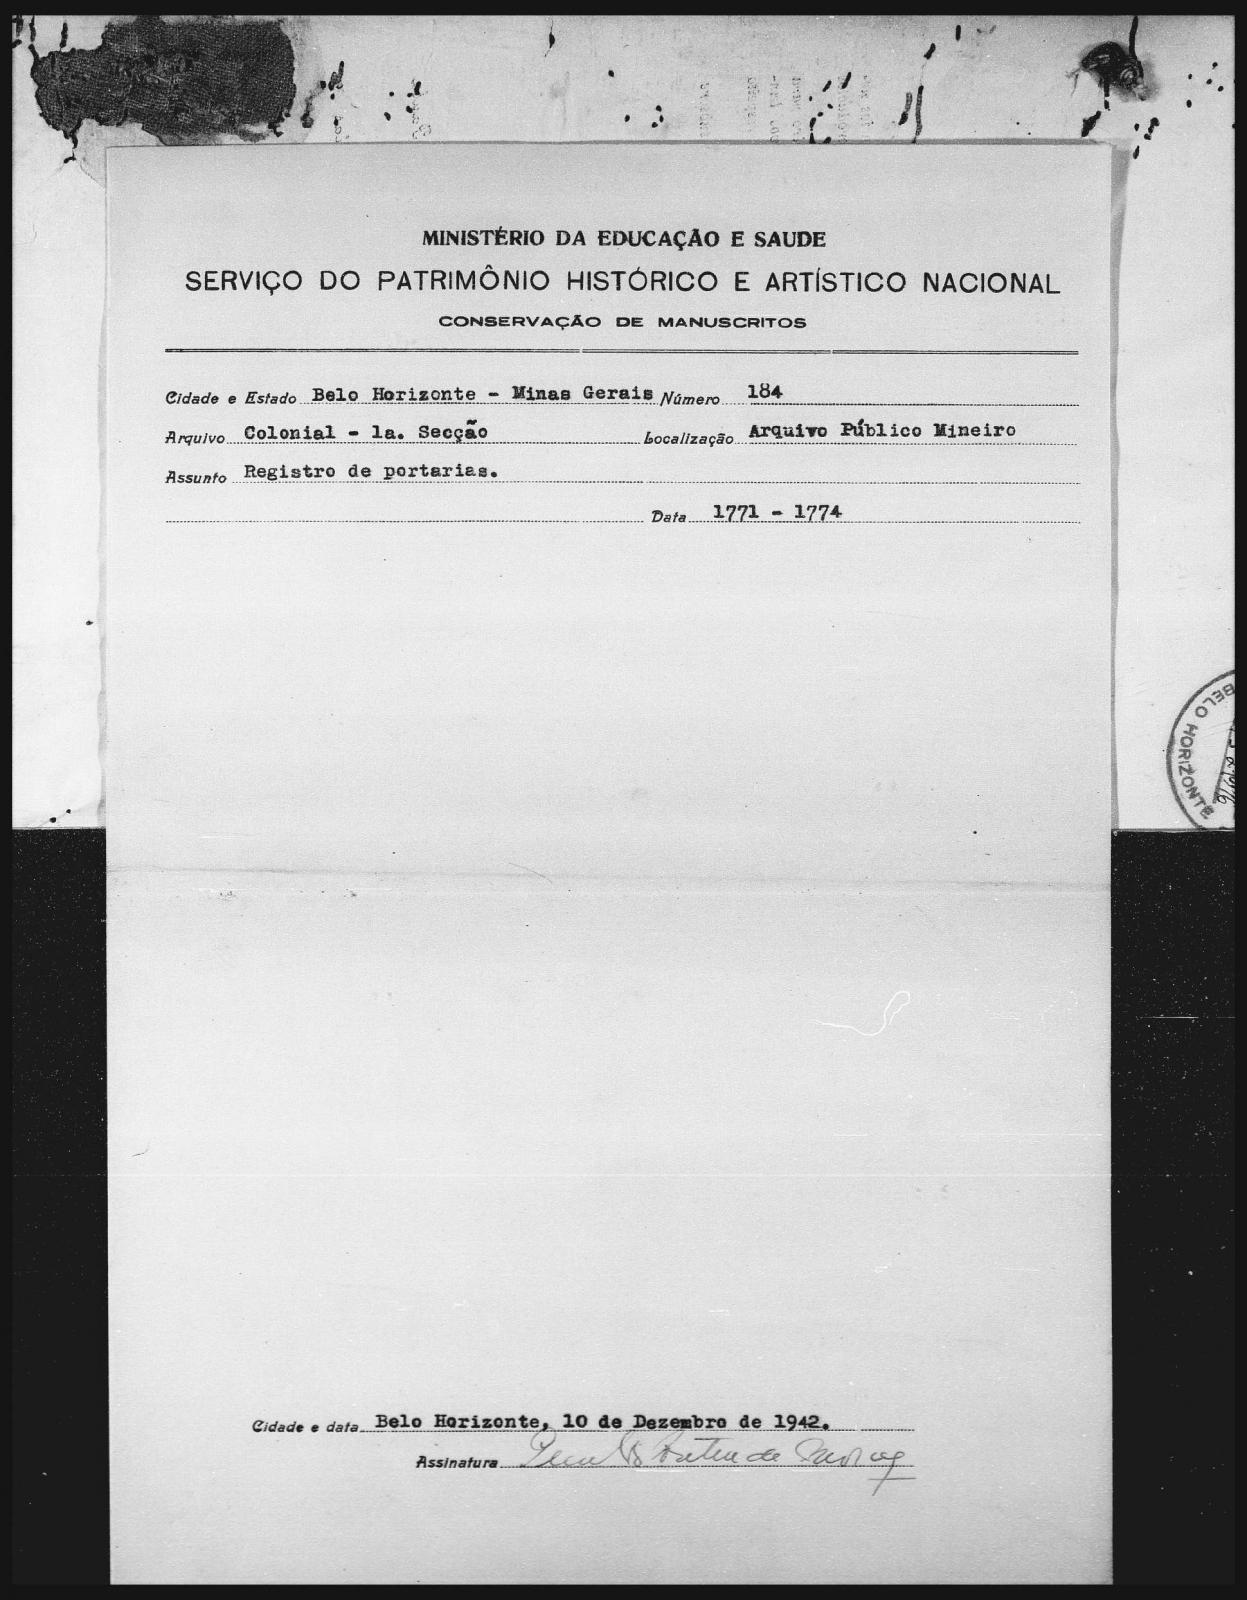 MINISTÉRIO DA EDUCAÇÃO E SAUDE
SERVIÇO DO PATRIMÔNIO HISTÓRICO E ARTÍSTICO NACIONAL
CONSERVAÇÃO DE MANUSCRITOS
Cidade e Estado Belo Horizonte - Minas Gerais Número 184
Arquivo Colonial - 1a. Secção Localização Arquivo Público Mineiro
Assunto Registro de portarias.
Data 1771 - 1774
BELO HORIZONTE
Cidade e data Belo Horizonte, 10 de Dezembro de 1942.
Assinatura